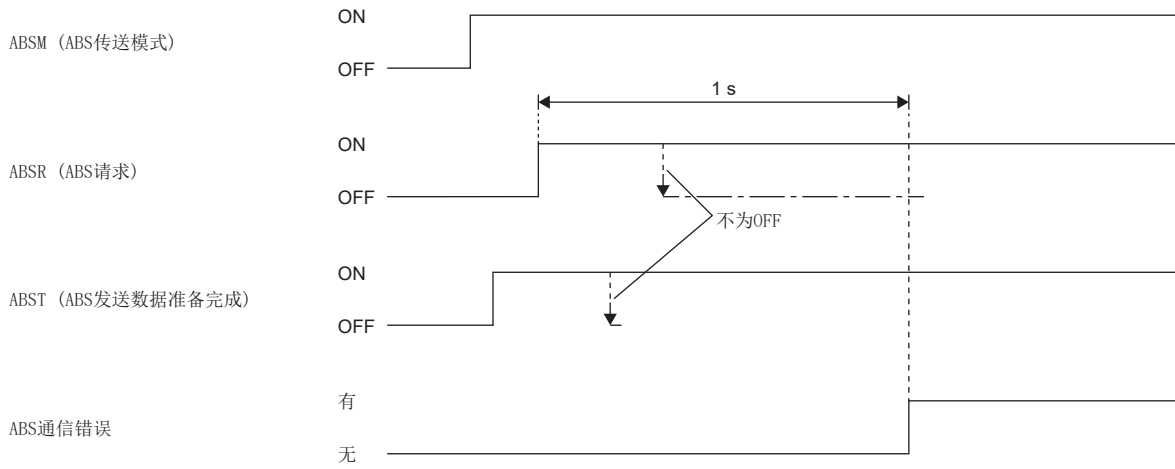 ABSM (ABS传送模式)
ON
OFF
1 s
ABSR (ABS请求)
ON
OFF
不为OFF
ABST (ABS发送数据准备完成)
ON
OFF
ABS通信错误
有
无